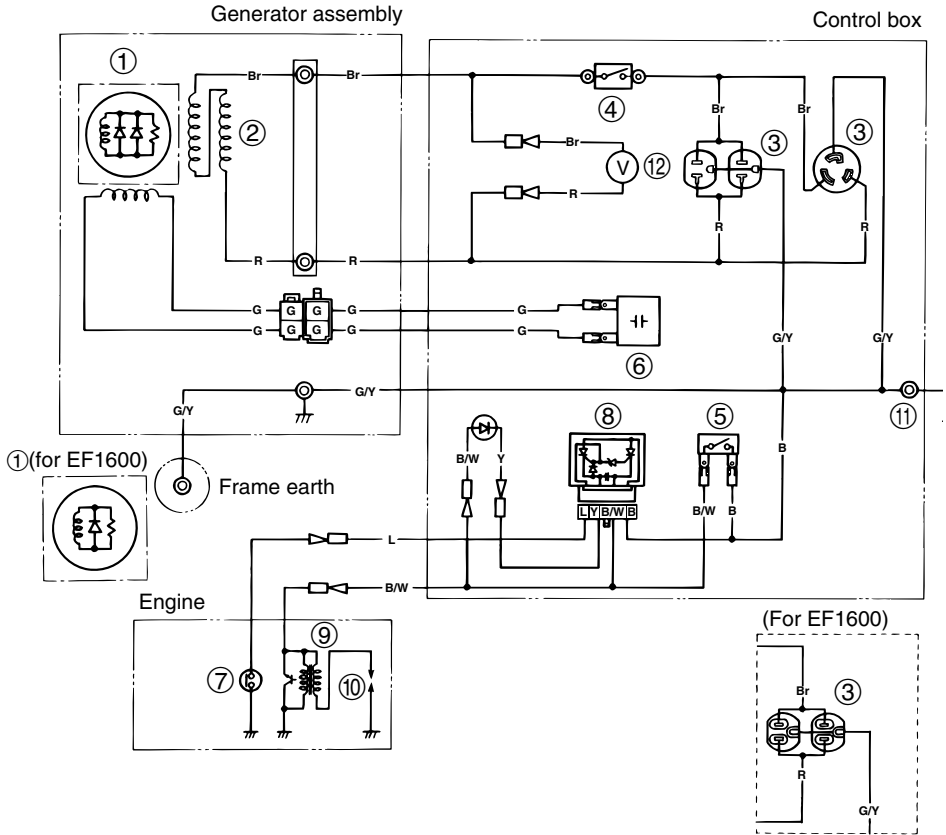 Generator assembly
Control box
①
Br
Br
④
②
Br
Br
③
③
Br
V
⑫
R
R
R
R
R
G
G
G
G
G
G
G
G
G
G
⑥
G/Y
G/Y
G/Y
G/Y
⑪
①(for EF1600)
Frame earth
B/W
Y
⑧
⑤
B
L Y B/W B
B/W
B
L
B/W
Engine
⑨
⑦
⑩
(For EF1600)
Br
③
R
G/Y